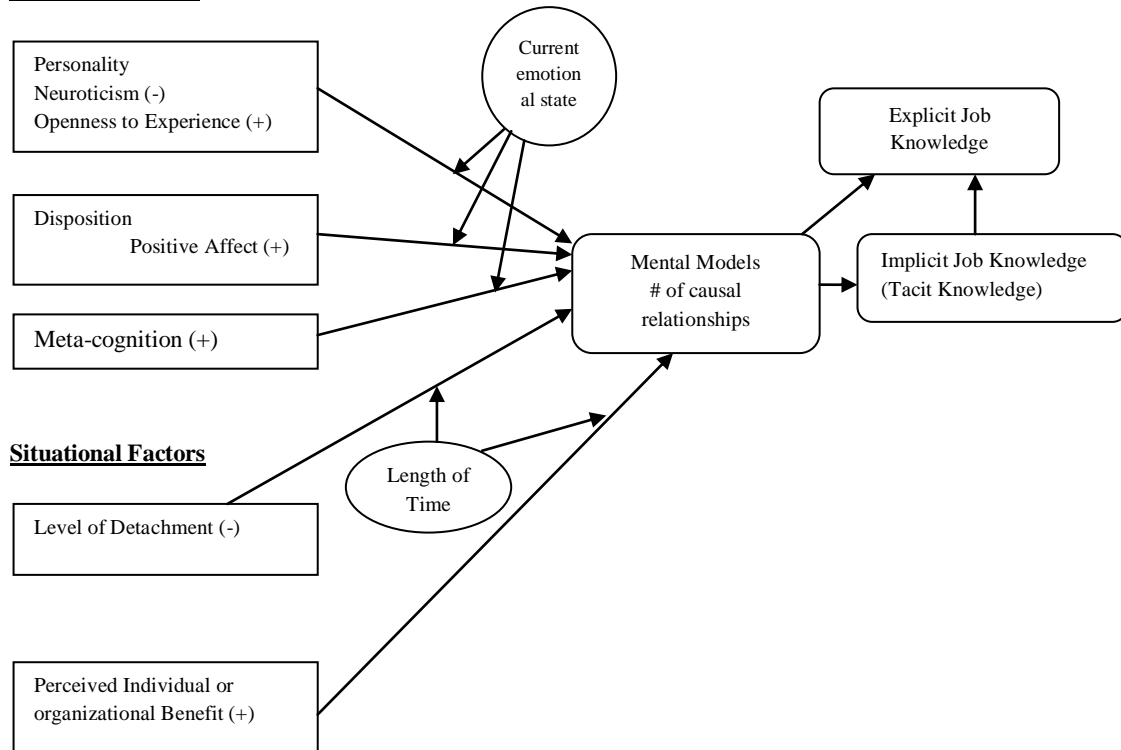 Personality
Neuroticism (-)
Openness to Experience (+)
Current
emotion
al state
Explicit Job
Knowledge
Disposition
Positive Affect (+)
Mental Models
# of causal
relationships
Implicit Job Knowledge
(Tacit Knowledge)
Meta-cognition (+)
Situational Factors
Length of
Time
Level of Detachment (-)
Perceived Individual or
organizational Benefit (+)